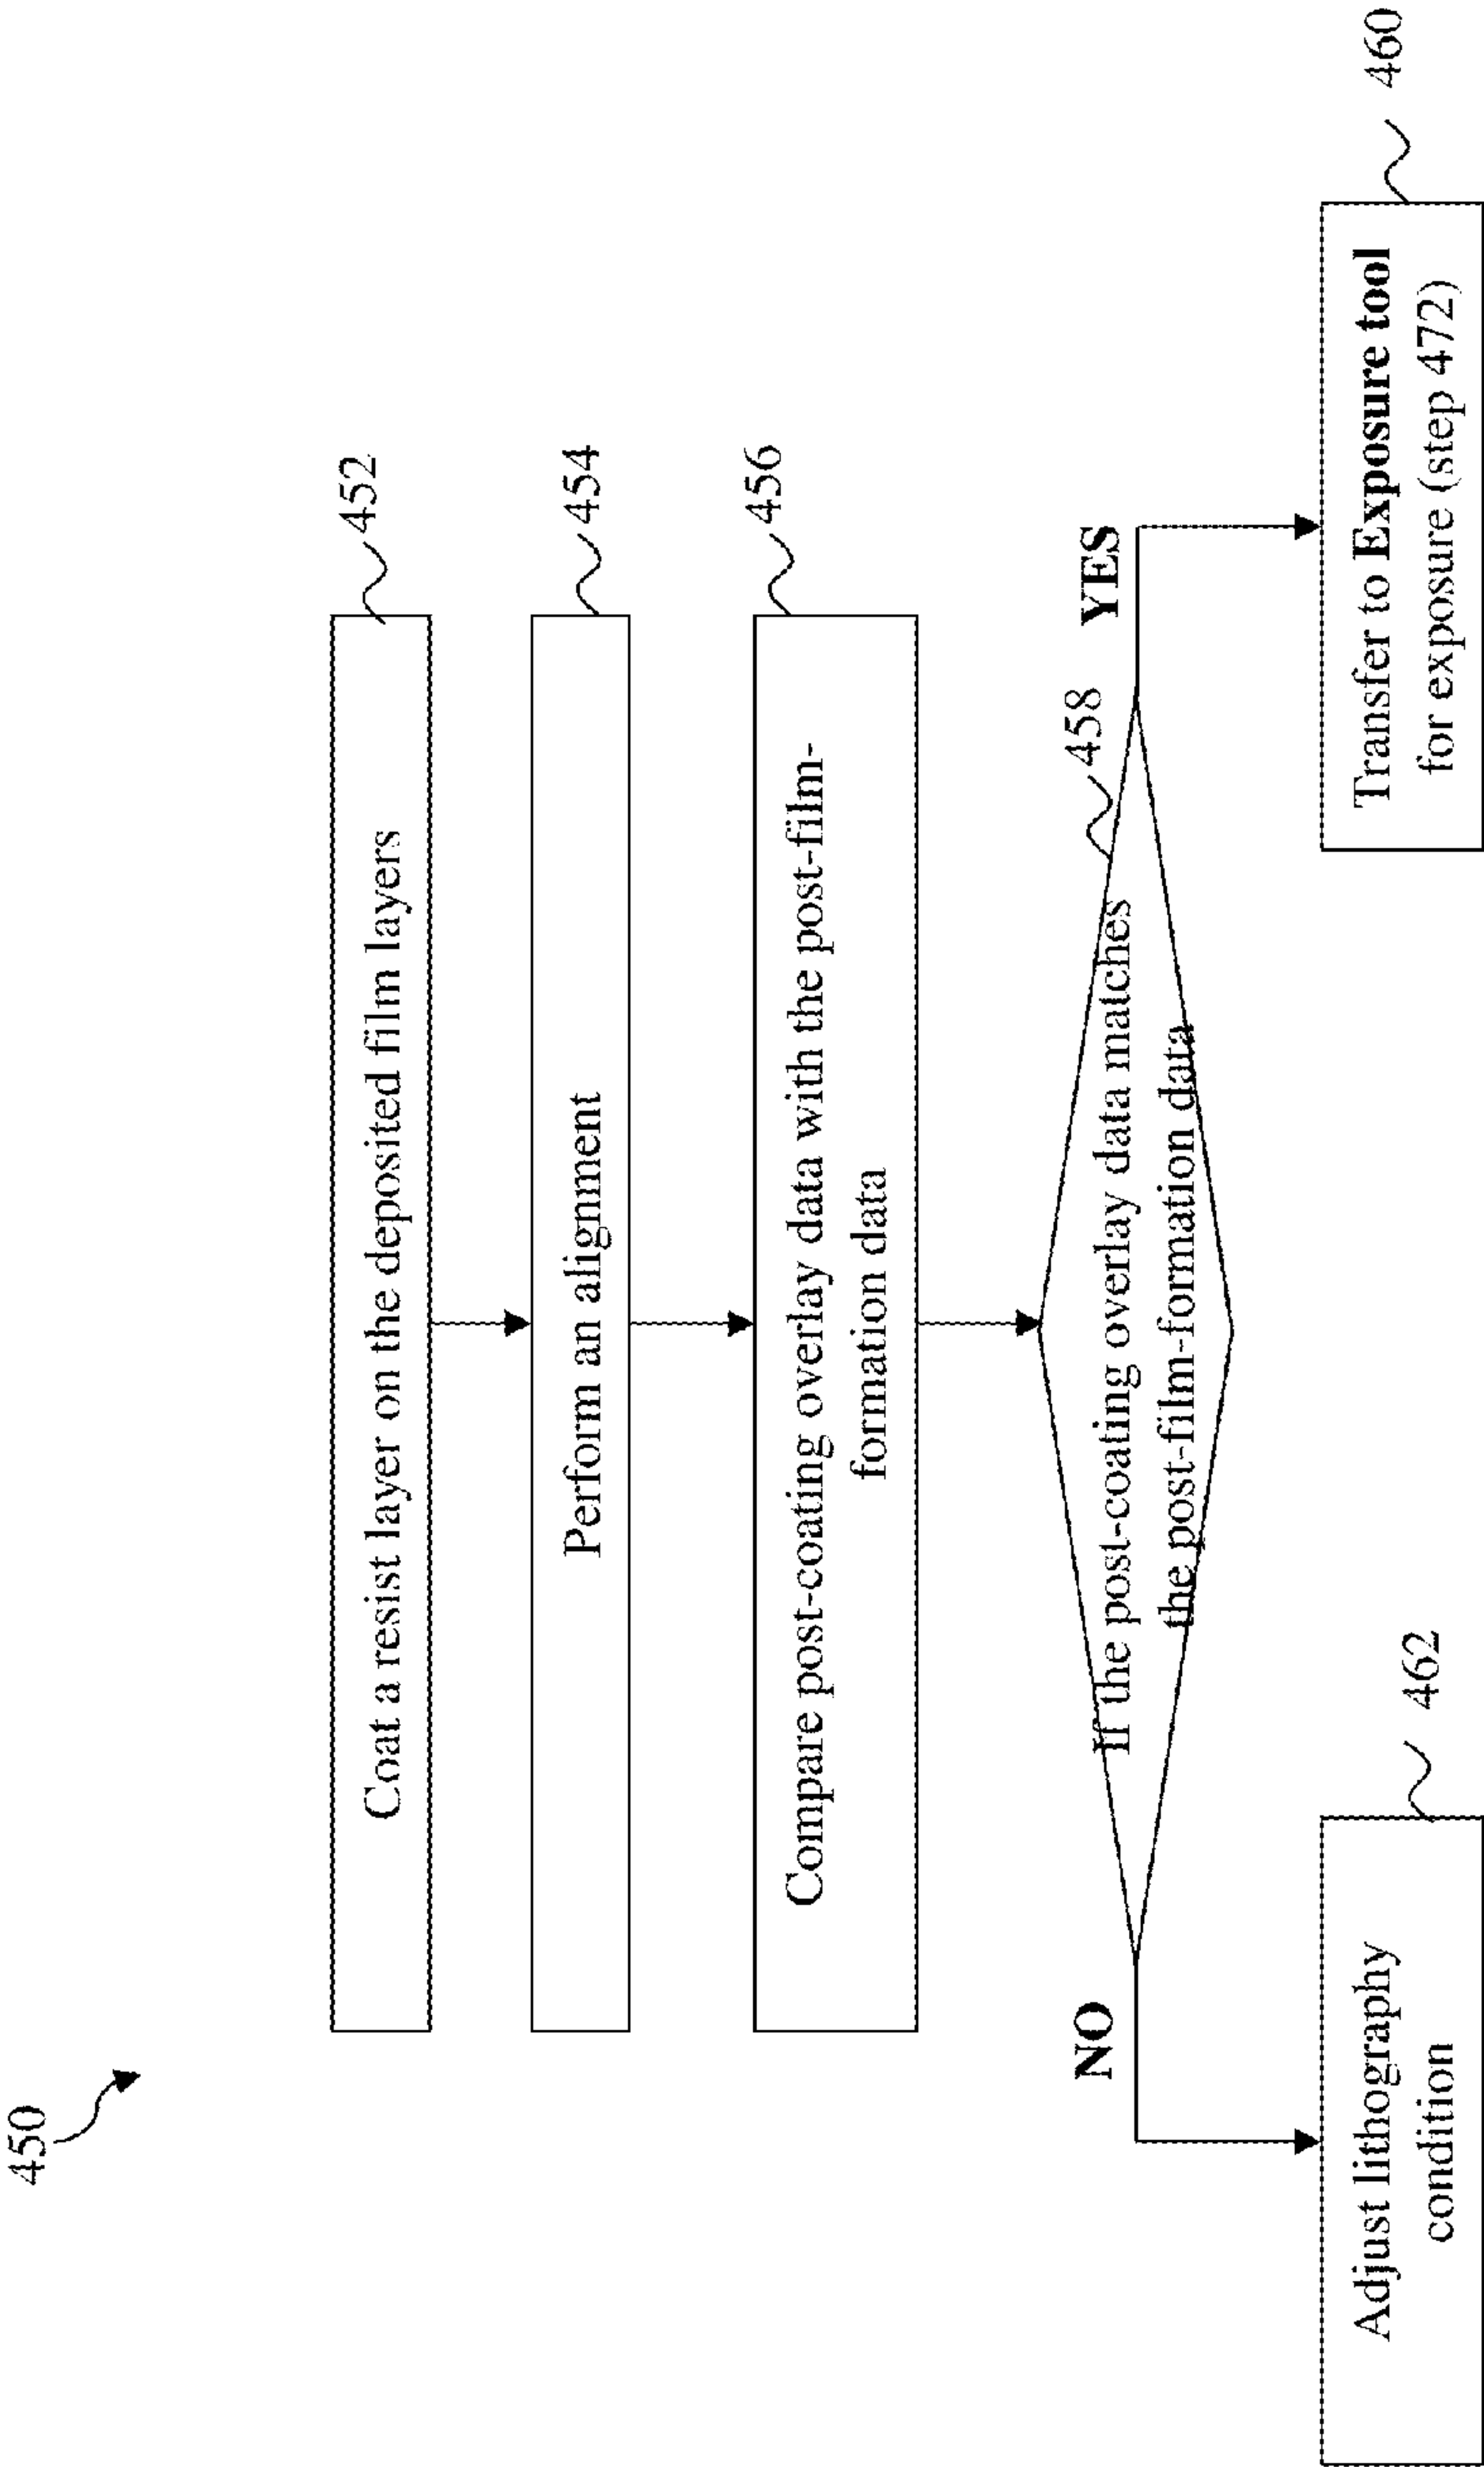 450
Coat a resist layer on the deposited film layers
452
Perform an alignment
454
Compare post-coating overlay data with the post-film-
formation data
456
If the post-coating overlay data matches
the post-film-formation data
458
NO
YES
Adjust lithography
condition
462
Transfer to Exposure tool
for exposure (step 472)
460